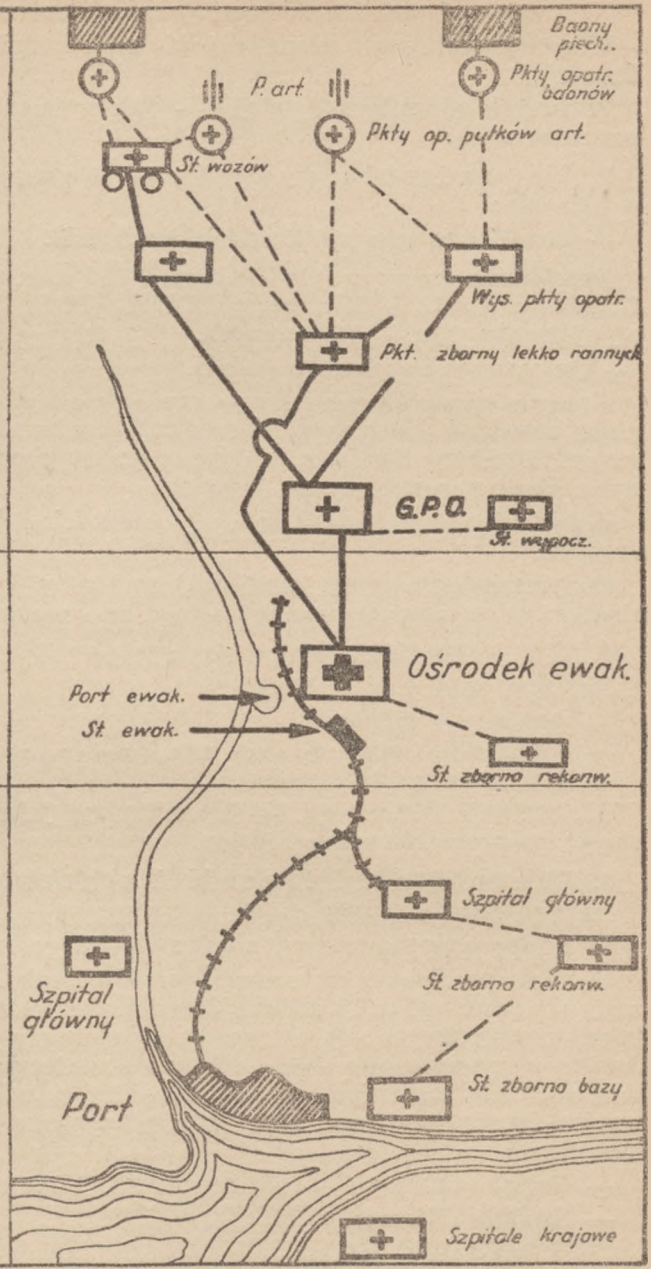 Baony
piech..
Pkty opatr.
baonów
P. art.
Pkty op. pułków art.
St. wozów
Wys. pkty opatr.
Pkt. zborny lekko rannych
G.P.O.
St. wypocz.
Ośrodek ewak.
Port ewak.
St. ewak.
St. zborna rekonw.
Szpital główny
Szpital
główny
St. zborna rekonw.
St. zborna bazy
Port
Szpitale krajowe